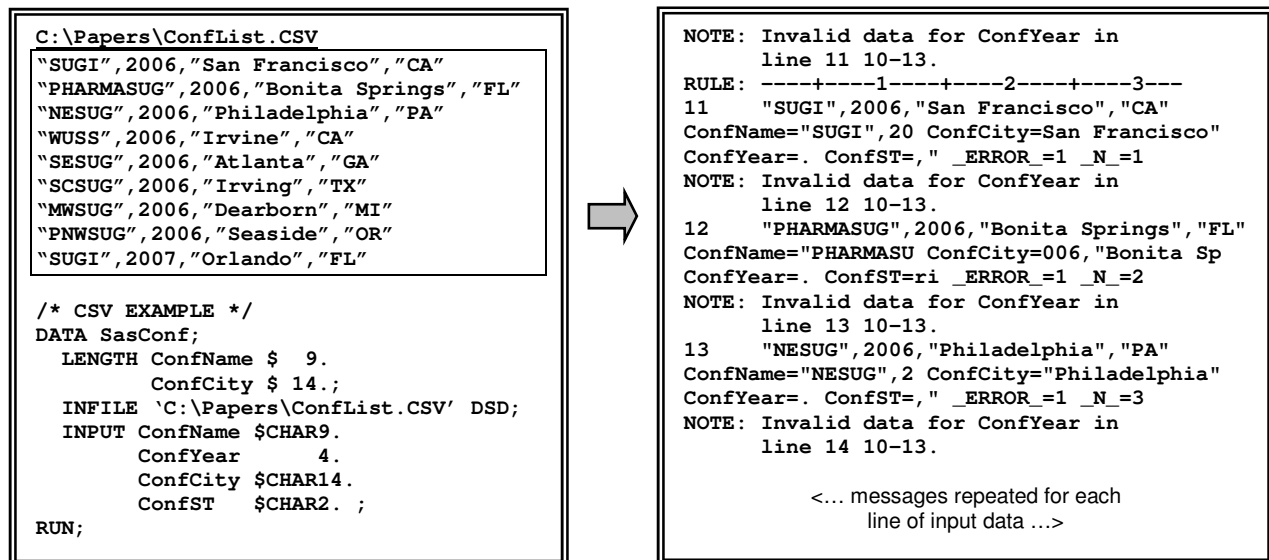 C:\Papers\ConfList.CSV
“SUGI”,2006,”San Francisco”,”CA”
“PHARMASUG”,2006,”Bonita Springs”,”FL”
“NESUG”,2006,”Philadelphia”,”PA”
“WUSS”,2006,”Irvine”,”CA”
“SESUG”,2006,”Atlanta”,”GA”
“SCSUG”,2006,”Irving”,”TX”
“MWSUG”,2006,”Dearborn”,”MI”
“PNWSUG”,2006,”Seaside”,”OR”
“SUGI”,2007,”Orlando”,”FL”
/* CSV EXAMPLE */
DATA SasConf;
LENGTH ConfName $ 9.
ConfCity $ 14.;
INFILE ‘C:\Papers\ConfList.CSV’ DSD;
INPUT ConfName $CHAR9.
ConfYear 4.
ConfCity $CHAR14.
ConfST $CHAR2. ;
RUN;
NOTE: Invalid data for ConfYear in
line 11 10-13.
RULE: ----+----1----+----2----+----3---
11 "SUGI",2006,"San Francisco","CA"
ConfName="SUGI",20 ConfCity=San Francisco"
ConfYear=. ConfST=," _ERROR_=1 _N_=1
NOTE: Invalid data for ConfYear in
line 12 10-13.
12 "PHARMASUG",2006,"Bonita Springs","FL"
ConfName="PHARMASU ConfCity=006,"Bonita Sp
ConfYear=. ConfST=ri _ERROR_=1 _N_=2
NOTE: Invalid data for ConfYear in
line 13 10-13.
13 "NESUG",2006,"Philadelphia","PA"
ConfName="NESUG",2 ConfCity="Philadelphia"
ConfYear=. ConfST=," _ERROR_=1 _N_=3
NOTE: Invalid data for ConfYear in
line 14 10-13.
<… messages repeated for each
line of input data …>